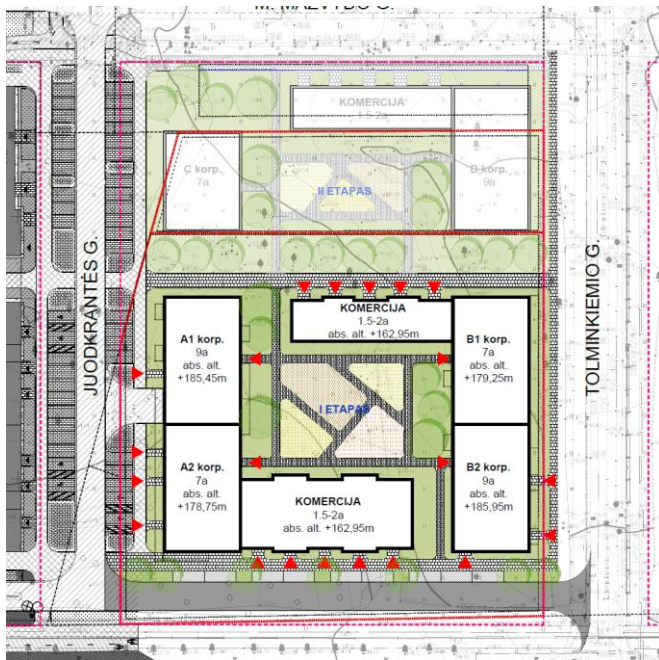 M. MAŽVYDO G.
KOMERCIJA
1.5-2a
C korp.
7a
D korp.
9a
II ETAPAS
JUODKRANTĖS G.
TOLMINKIEMIO G.
KOMERCIJA
1.5-2a
abs. alt. +162,95m
A1 korp.
9a
abs. alt.
+185,45m
B1 korp.
7a
abs. alt.
+179,25m
I ETAPAS
A2 korp.
7a
abs. alt.
+178,75m
KOMERCIJA
1.5-2a
abs. alt. +162,95m
B2 korp.
9a
abs. alt.
+185,95m